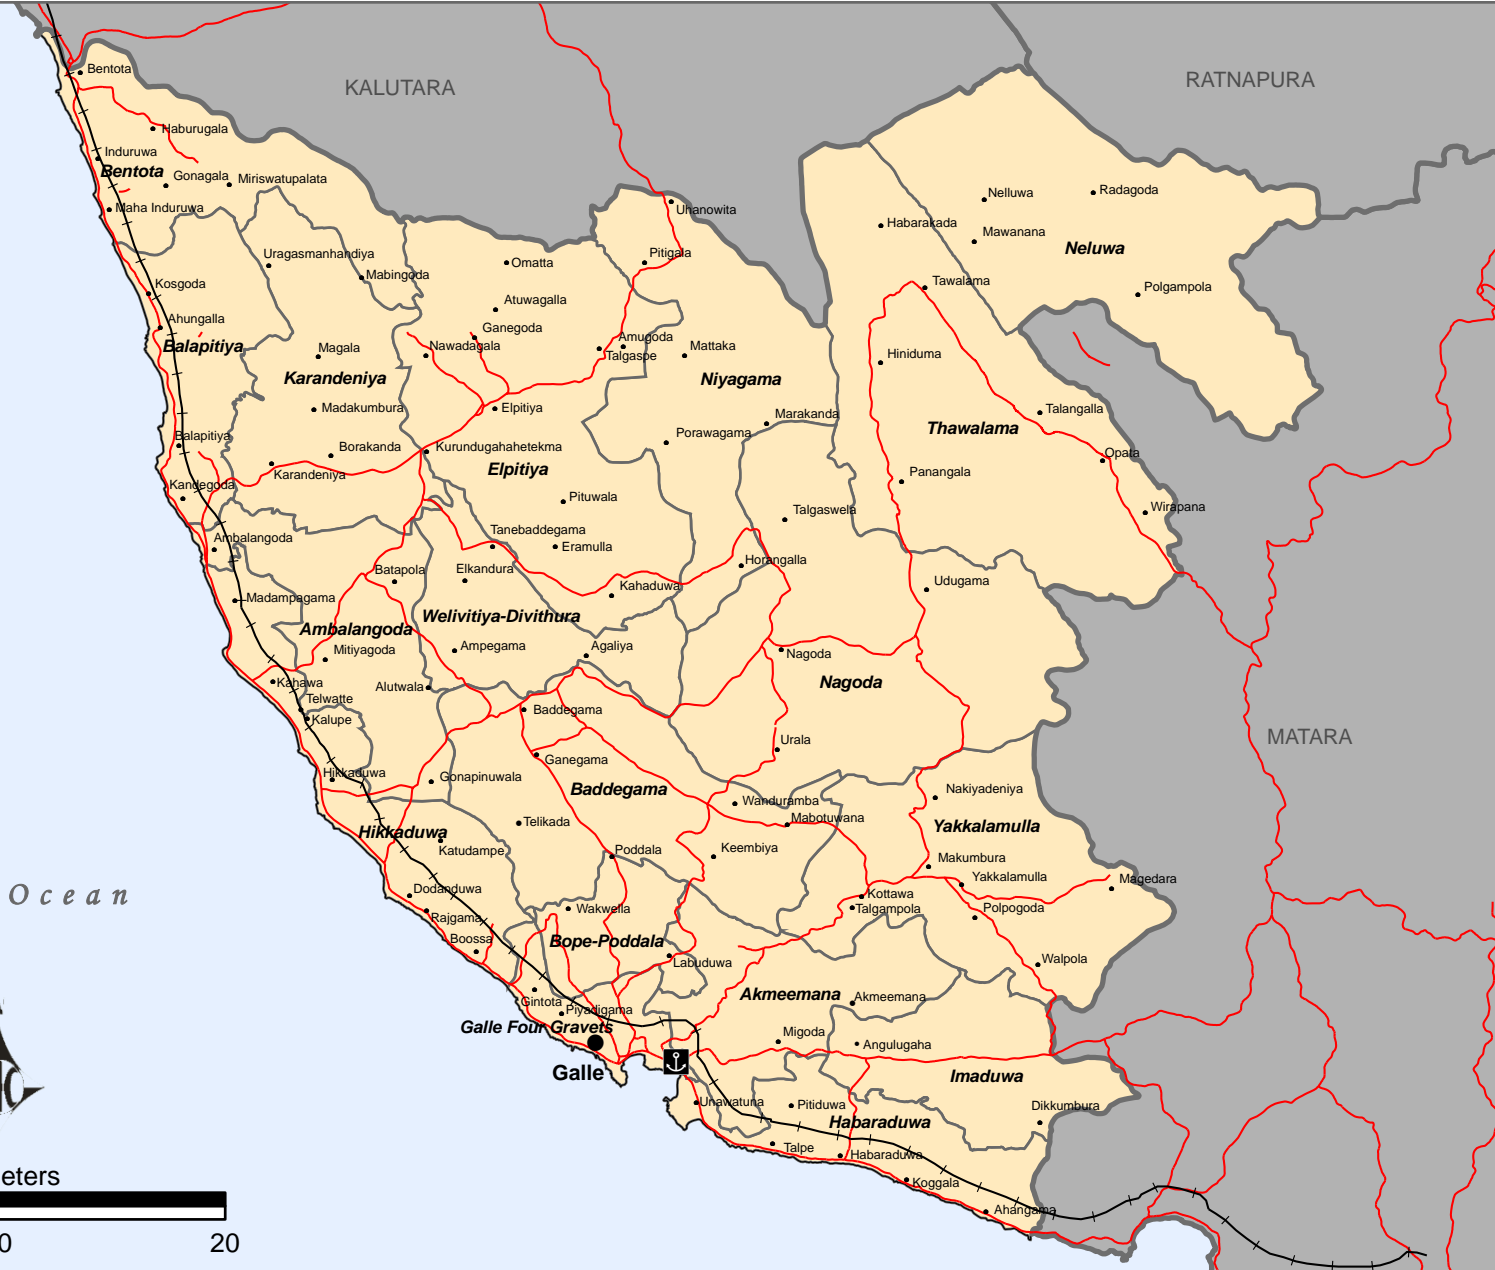 Bentota
KALUTARA
RATNAPURA
Haburugala
Induruwa
Bentota
Gonagala
Miriswatupalata
Maha Induruwa
Uhanowita
Nelluwa
Radagoda
Habarakada
Mawanana
Neluwa
Uragasmanhandiya
Mabingoda
Omatta
Pitigala
Kosgoda
Atuwagalla
Tawalama
Polgampola
Ahungalla
Ganegoda
Balapitiya
Magala
Nawadagala
Amugoda
Talgaspe
Mattaka
Hiniduma
Karandeniya
Niyagama
Madakumbura
Elpitiya
Marakanda
Talangalla
Thawalama
Balapitiya
Borakanda
Kurundugahahetekma
Porawagama
Opata
Karandeniya
Elpitiya
Panangala
Kandegoda
Pituwala
Talgaswela
Wirapana
Ambalangoda
Tanebaddegama
Eramulla
Horangalla
Batapola
Elkandura
Kahaduwa
Udugama
Madampagama
Welivitiya-Divithura
Ambalangoda
Mitiyagoda
Ampegama
Agaliya
Nagoda
Kahawa
Alutwala
Nagoda
Telwatte
Kalupe
Baddegama
Urala
MATARA
Hikkaduwa
Gonapinuwala
Ganegama
Baddegama
Nakiyadeniya
Wanduramba
Telikada
Mabotuwana
Yakkalamulla
Hikkaduwa
Katudampe
Poddala
Keembiya
Makumbura
Yakkalamulla
Magedara
Ocean
Dodanduwa
Kottawa
Talgampola
Rajgama
Wakwella
Polpogoda
Boossa
Bope-Poddala
Labuduwa
Walpola
Akmeemana
Akmeemana
Gintota
Piyadigama
Galle Four Gravets
Migoda
Angulugaha
Galle
Imaduwa
Unawatuna
Pitiduwa
Dikkumbura
Habaraduwa
Talpe
Habaraduwa
eters
Koggala
Ahangama
0
20